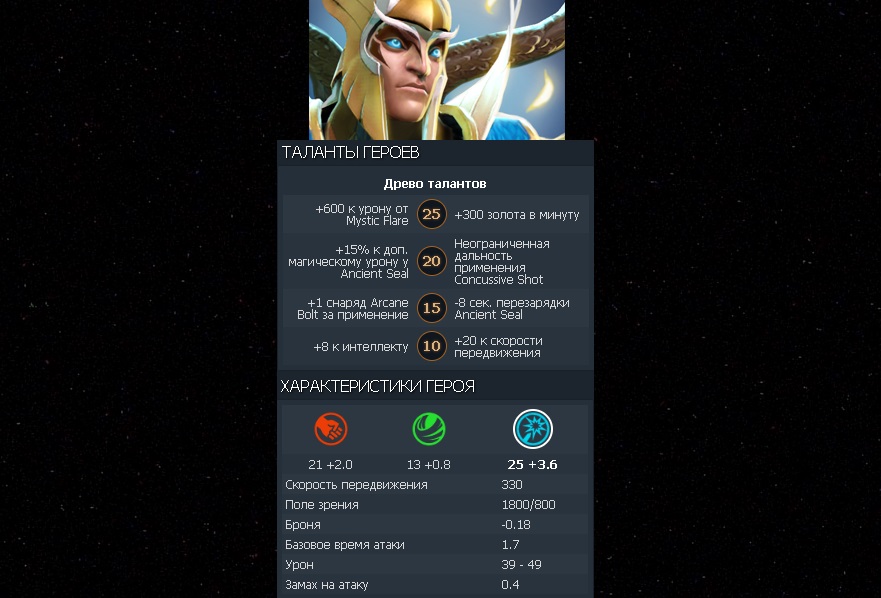 ТАЛАНТЫ ГЕРОЕВ
Древо талантов
+600 к урону от
Mystic Flare
25
+300 золота в минуту
+15% к доп.
магическому урону у
Ancient Seal
20
Неограниченная
дальность
применения
Concussive Shot
+1 снаряд Arcane
Bolt за применение
15
-8 сек. перезарядки
Ancient Seal
+8 к интеллекту
10
+20 к скорости
передвижения
ХАРАКТЕРИСТИКИ ГЕРОЯ
21 +2.0 13 +0.8 25 +3.6
Скорость передвижения 330
Поле зрения 1800/800
Броня -0.18
Базовое время атаки 1.7
Урон 39 - 49
Замах на атаку 0.4